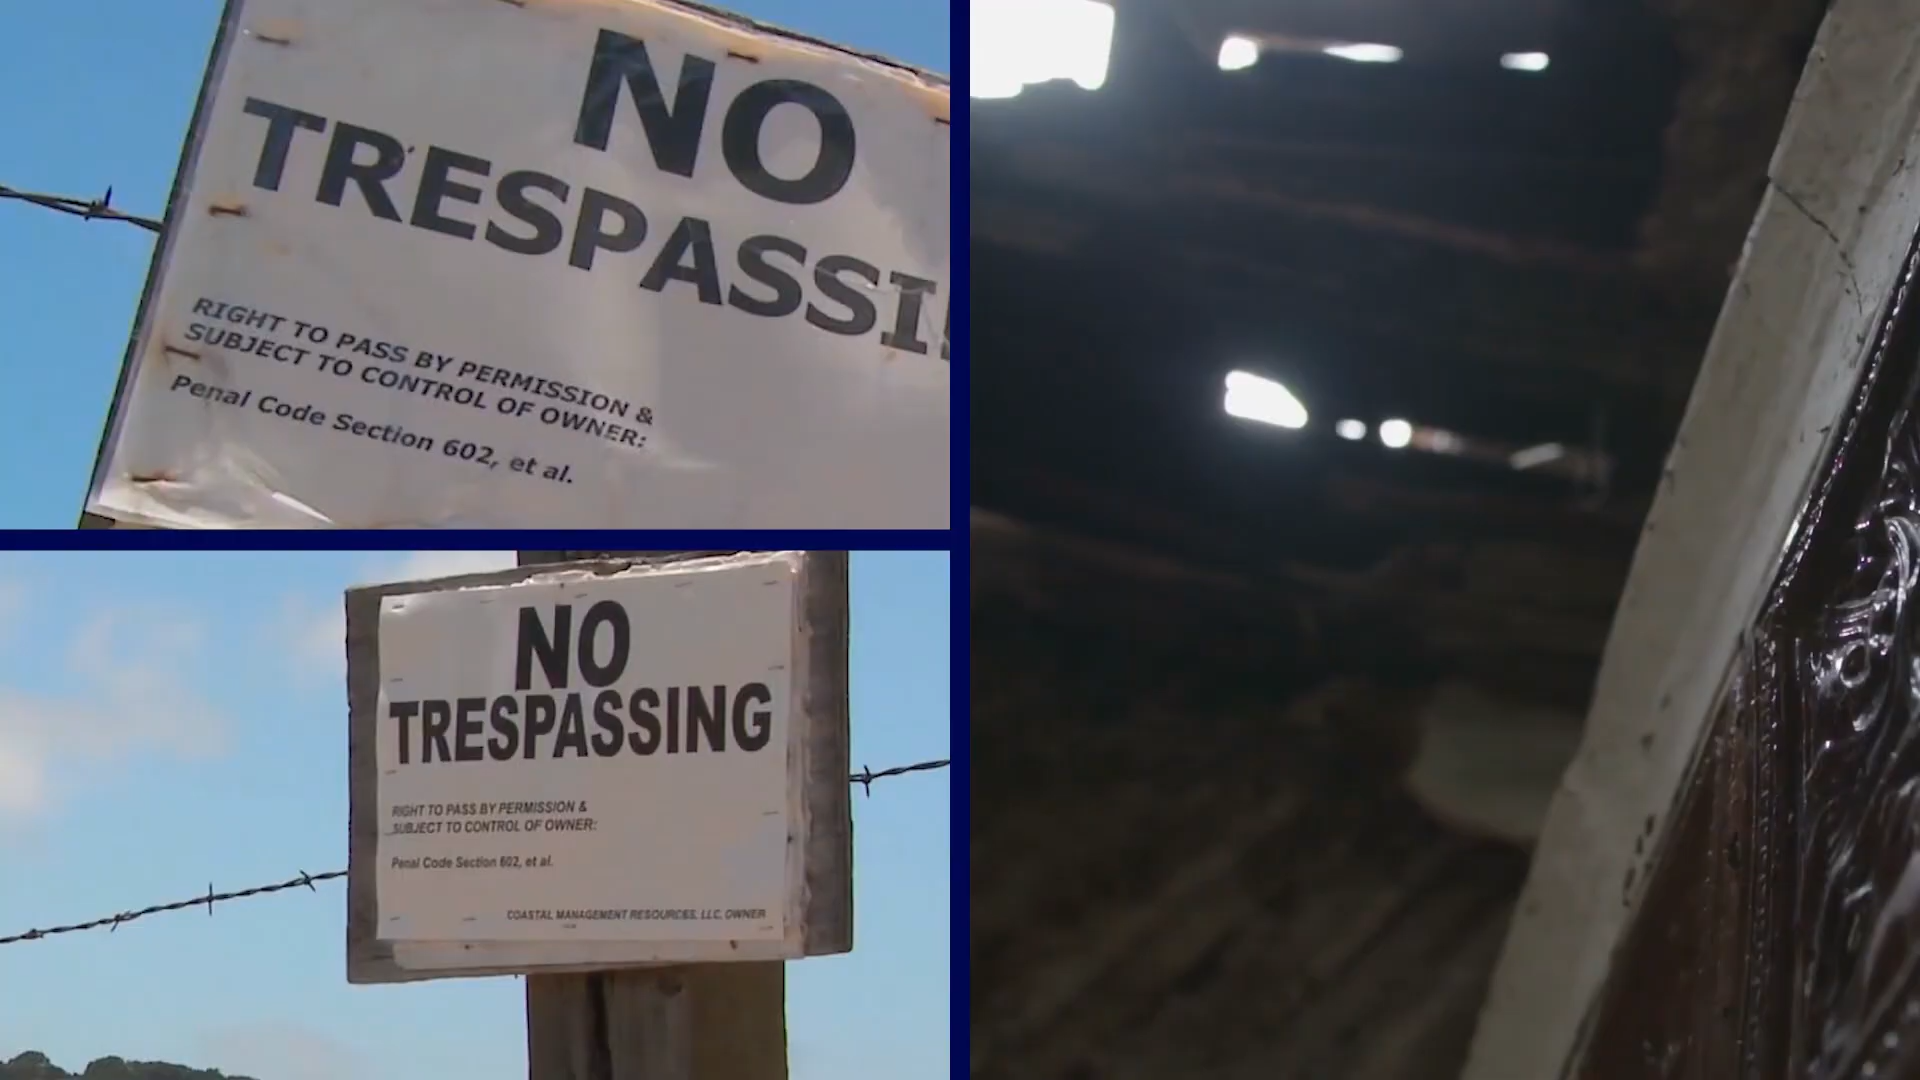 NO
TRESPASSI
RIGHT TO PASS BY PERMISSION &
SUBJECT TO CONTROL OF OWNER:
Penal Code Section 602, et al.
NO
TRESPASSING
RIGHT TO PASS BY PERMISSION &
SUBJECT TO CONTROL OF OWNER:
Penal Code Section 602, et al.
COASTAL MANAGEMENT RESOURCES, LLC, OWNER